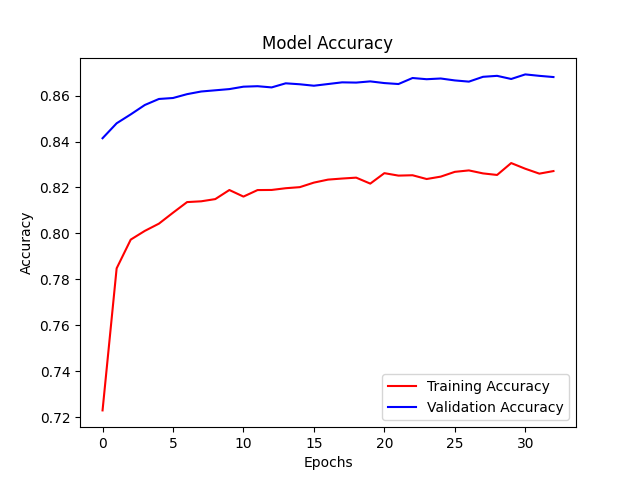 Model Accuracy
Accuracy
0.86
0.84
0.82
0.80
0.78
0.76
0.74
0.72
Training Accuracy
Validation Accuracy
0 5 10 15 20 25 30
Epochs